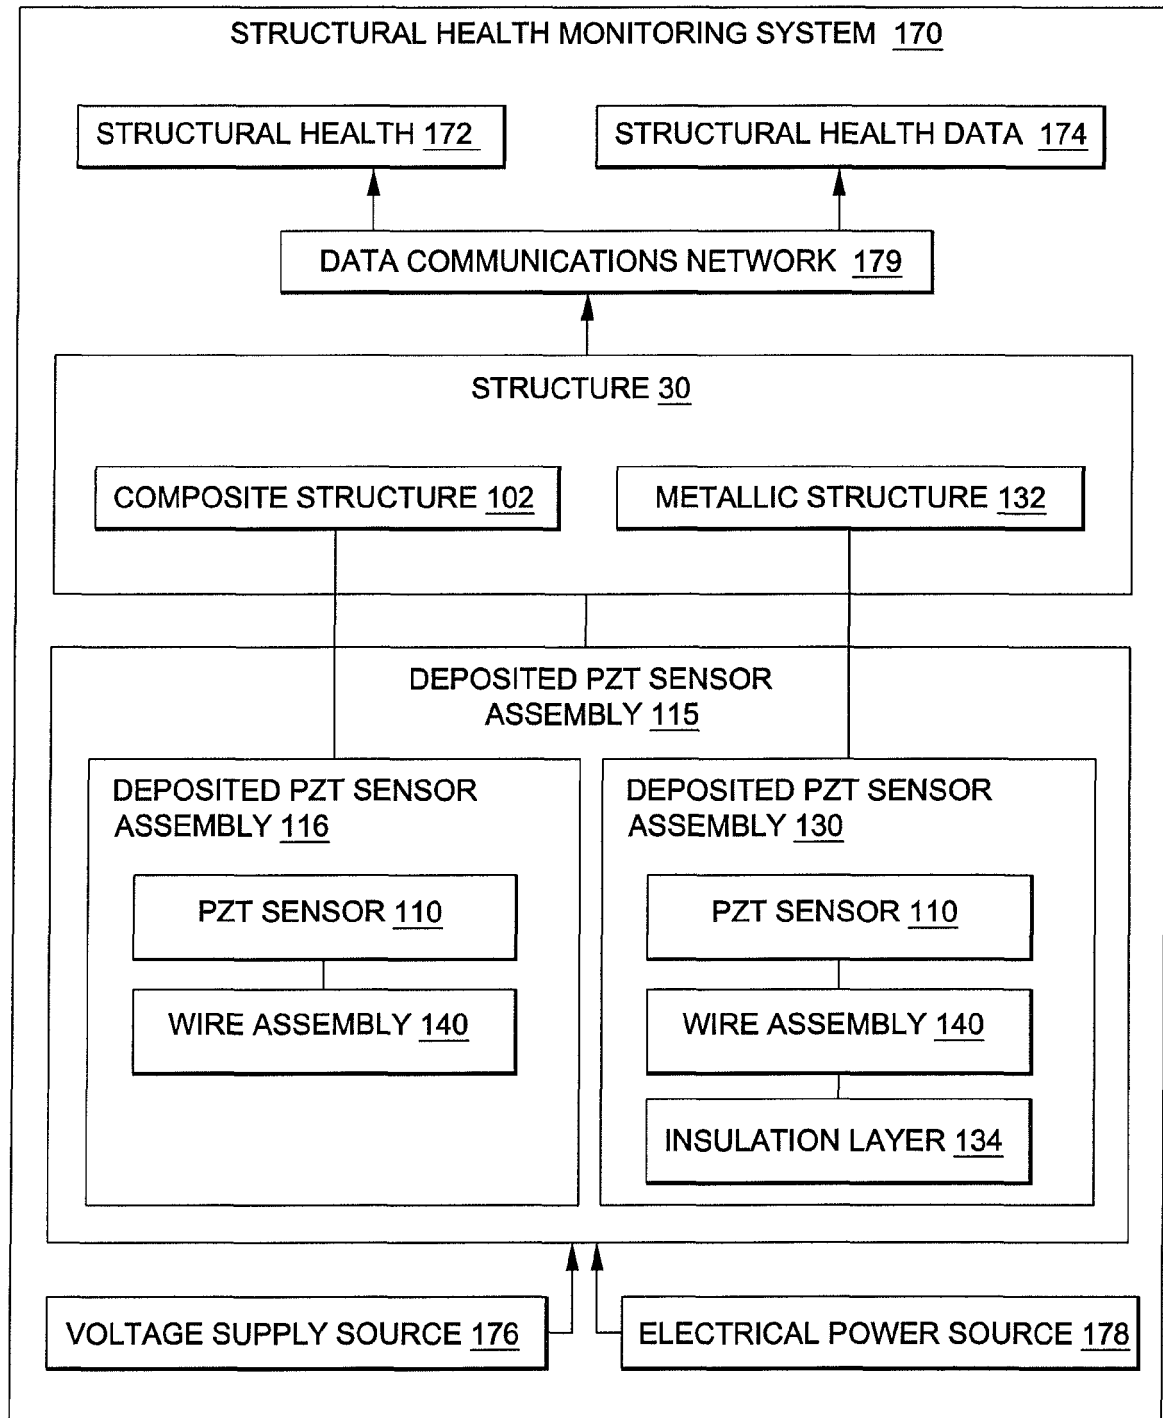 STRUCTURAL HEALTH MONITORING SYSTEM 170
STRUCTURAL HEALTH 172
STRUCTURAL HEALTH DATA 174
DATA COMMUNICATIONS NETWORK 179
STRUCTURE 30
COMPOSITE STRUCTURE 102
METALLIC STRUCTURE 132
DEPOSITED PZT SENSOR
ASSEMBLY 115
DEPOSITED PZT SENSOR
ASSEMBLY 116
PZT SENSOR 110
WIRE ASSEMBLY 140
DEPOSITED PZT SENSOR
ASSEMBLY 130
PZT SENSOR 110
WIRE ASSEMBLY 140
INSULATION LAYER 134
VOLTAGE SUPPLY SOURCE 176
ELECTRICAL POWER SOURCE 178